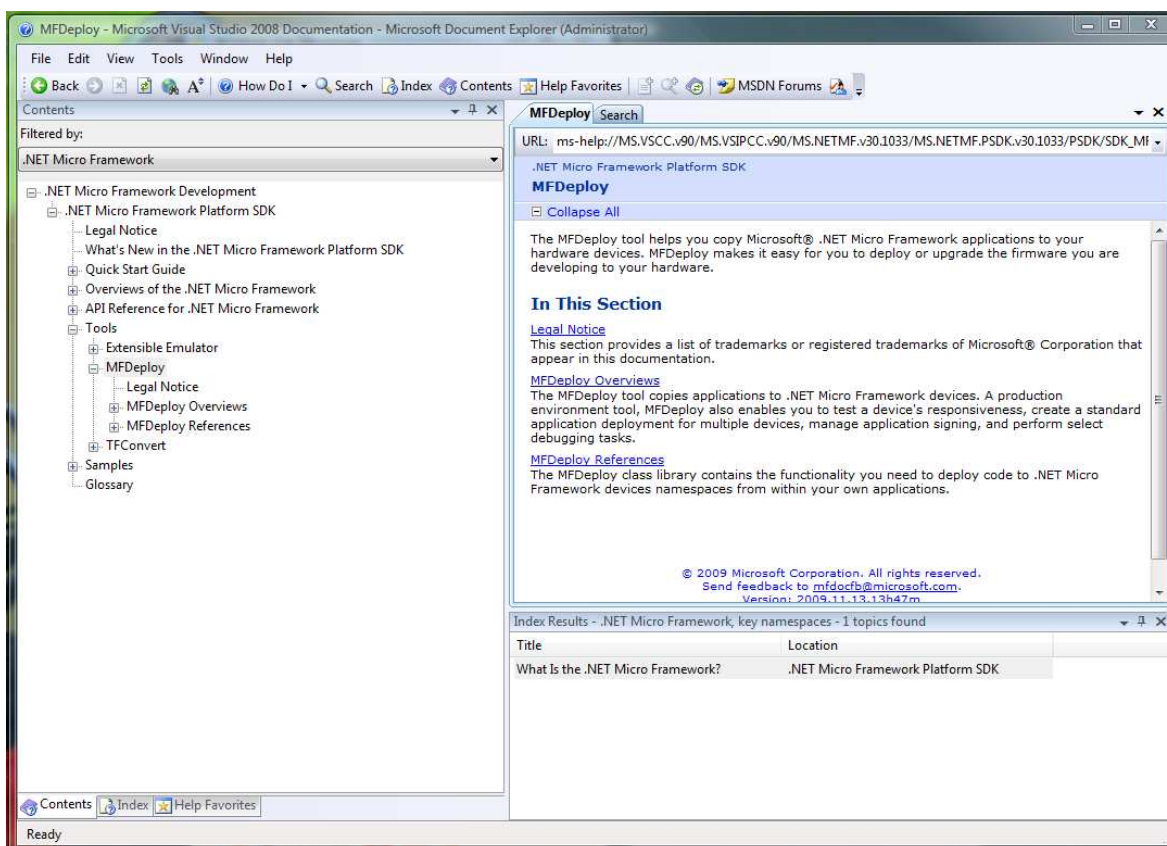 MFDeploy - Microsoft Visual Studio 2008 Documentation - Microsoft Document Explorer (Administrator)
File Edit View Tools Window Help
Back How Do I Search Index Contents Help Favorites MSDN Forums
Contents
Filtered by:
.NET Micro Framework
.NET Micro Framework Development
.NET Micro Framework Platform SDK
Legal Notice
What's New in the .NET Micro Framework Platform SDK
Quick Start Guide
Overviews of the .NET Micro Framework
API Reference for .NET Micro Framework
Tools
Extensible Emulator
MFDeploy
Legal Notice
MFDeploy Overviews
MFDeploy References
TFConvert
Samples
Glossary
Contents Index Help Favorites
MFDeploy Search
URL: ms-help://MS.VSCC.v90/MS.VSIPCC.v90/MS.NETMF.v30.1033/MS.NETMF.PSDK.v30.1033/PSDK/SDK_MF
.NET Micro Framework Platform SDK
MFDeploy
Collapse All
The MFDeploy tool helps you copy Microsoft® .NET Micro Framework applications to your
hardware devices. MFDeploy makes it easy for you to deploy or upgrade the firmware you are
developing to your hardware.
In This Section
Legal Notice
This section provides a list of trademarks or registered trademarks of Microsoft® Corporation that
appear in this documentation.
MFDeploy Overviews
The MFDeploy tool copies applications to .NET Micro Framework devices. A production
environment tool, MFDeploy also enables you to test a device's responsiveness, create a standard
application deployment for multiple devices, manage application signing, and perform select
debugging tasks.
MFDeploy References
The MFDeploy class library contains the functionality you need to deploy code to .NET Micro
Framework devices namespaces from within your own applications.
© 2009 Microsoft Corporation. All rights reserved.
Send feedback to mfdocfb@microsoft.com.
Version: 2009.11.13.13h47m
Index Results - .NET Micro Framework, key namespaces - 1 topics found
Title Location
What Is the .NET Micro Framework? .NET Micro Framework Platform SDK
Ready